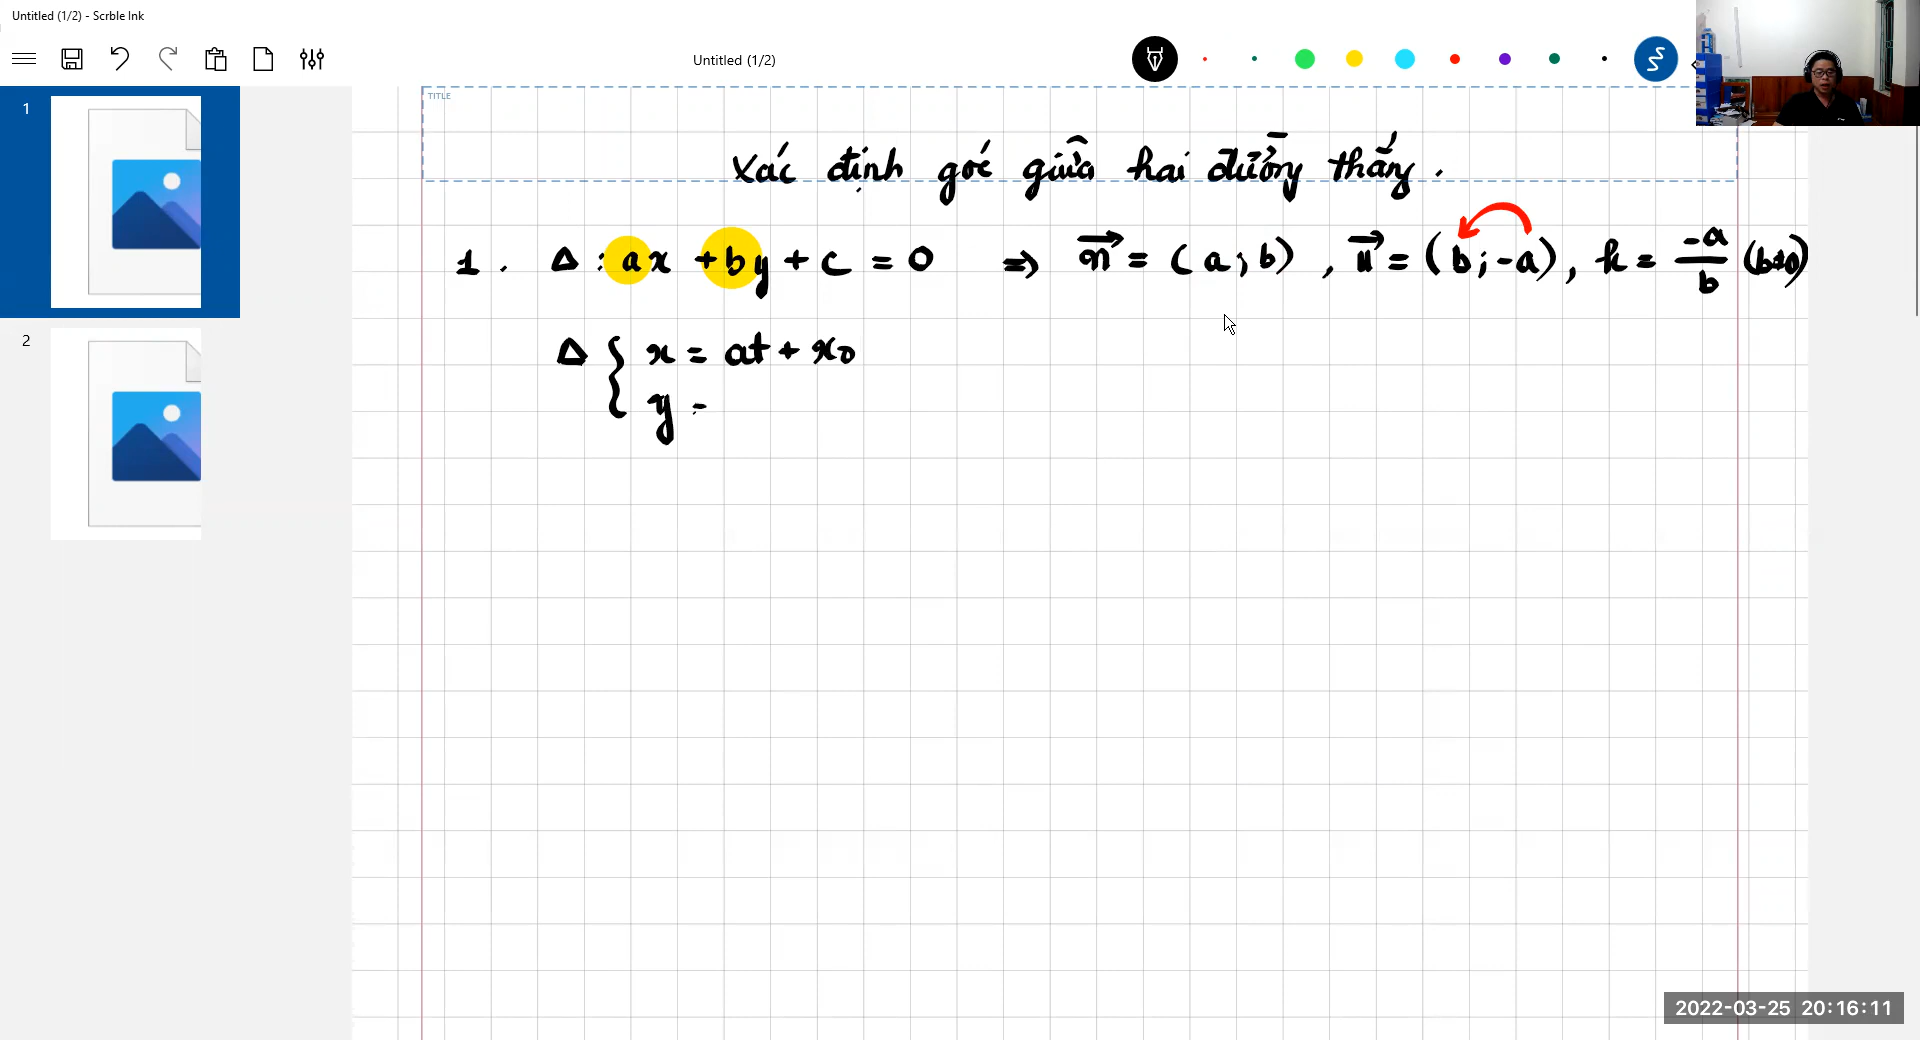 Untitled (1/2) - Scrble Ink
Untitled (1/2)
1
2
TITLE
Xác định góc giữa hai đường thẳng.
1. Δ: ax + by + c = 0 ⇒ n⃗ = (a; b), u⃗ = (b; -a), k = -a/b (b≠0)
Δ { x = at + x₀
y =
2022-03-25 20:16:11